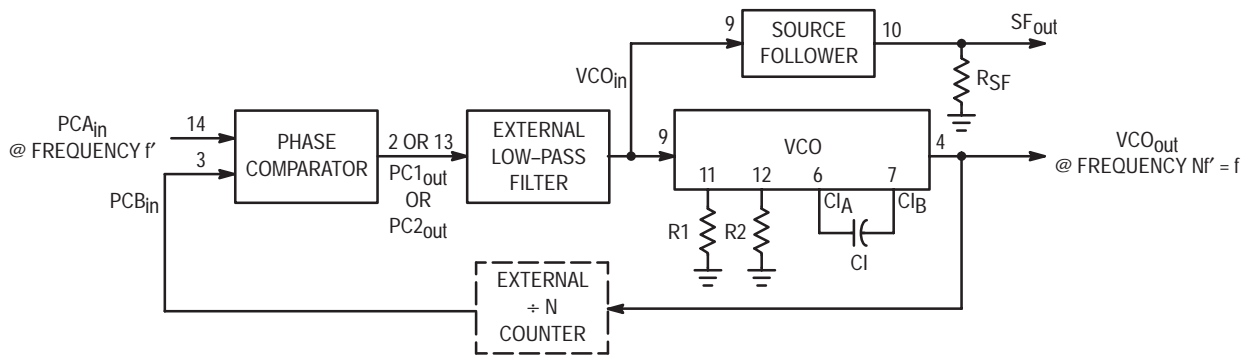 9
SOURCE
FOLLOWER
10
SFout
RSF
VCOin
PCAin
@ FREQUENCY f′
14
3
PCBin
PHASE
COMPARATOR
2 OR 13
PC1out
OR
PC2out
EXTERNAL
LOW–PASS
FILTER
9
VCO
11
12
6
7
4
VCOout
@ FREQUENCY Nf′ = f
CIA
CIB
R1
R2
CI
EXTERNAL
÷ N
COUNTER